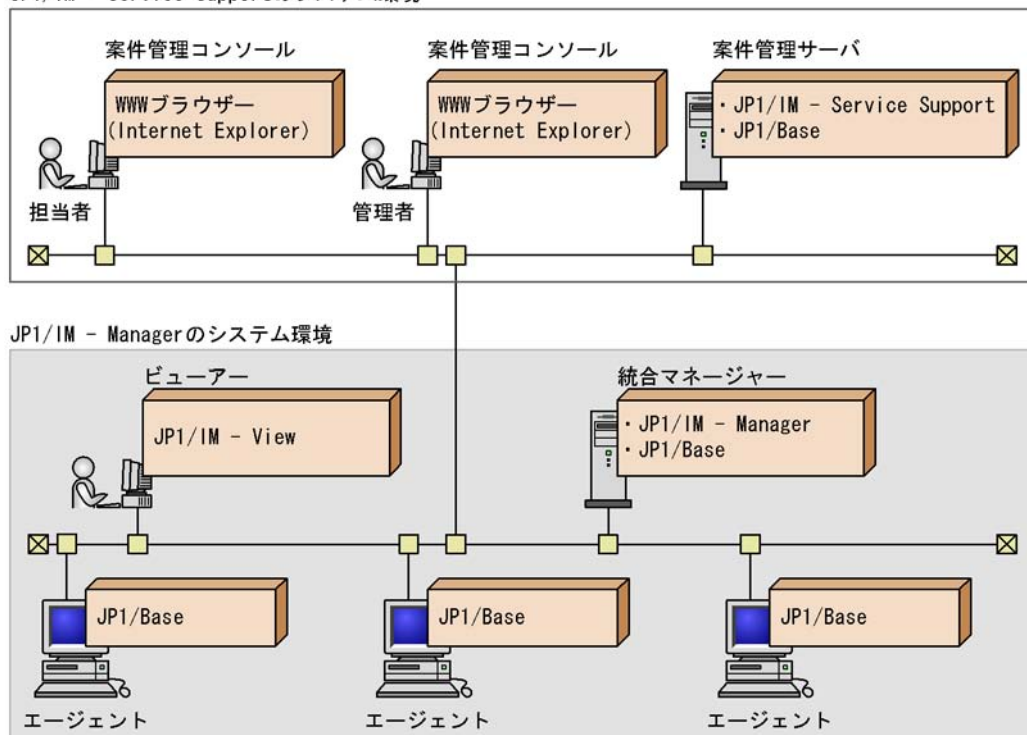 案件管理コンソール
案件管理コンソール
案件管理サーバ
WWWブラウザー
(Internet Explorer)
WWWブラウザー
(Internet Explorer)
・JP1/IM - Service Support
・JP1/Base
担当者
管理者
JP1/IM - Managerのシステム環境
ビューアー
統合マネージャー
JP1/IM - View
・JP1/IM - Manager
・JP1/Base
JP1/Base
JP1/Base
JP1/Base
エージェント
エージェント
エージェント